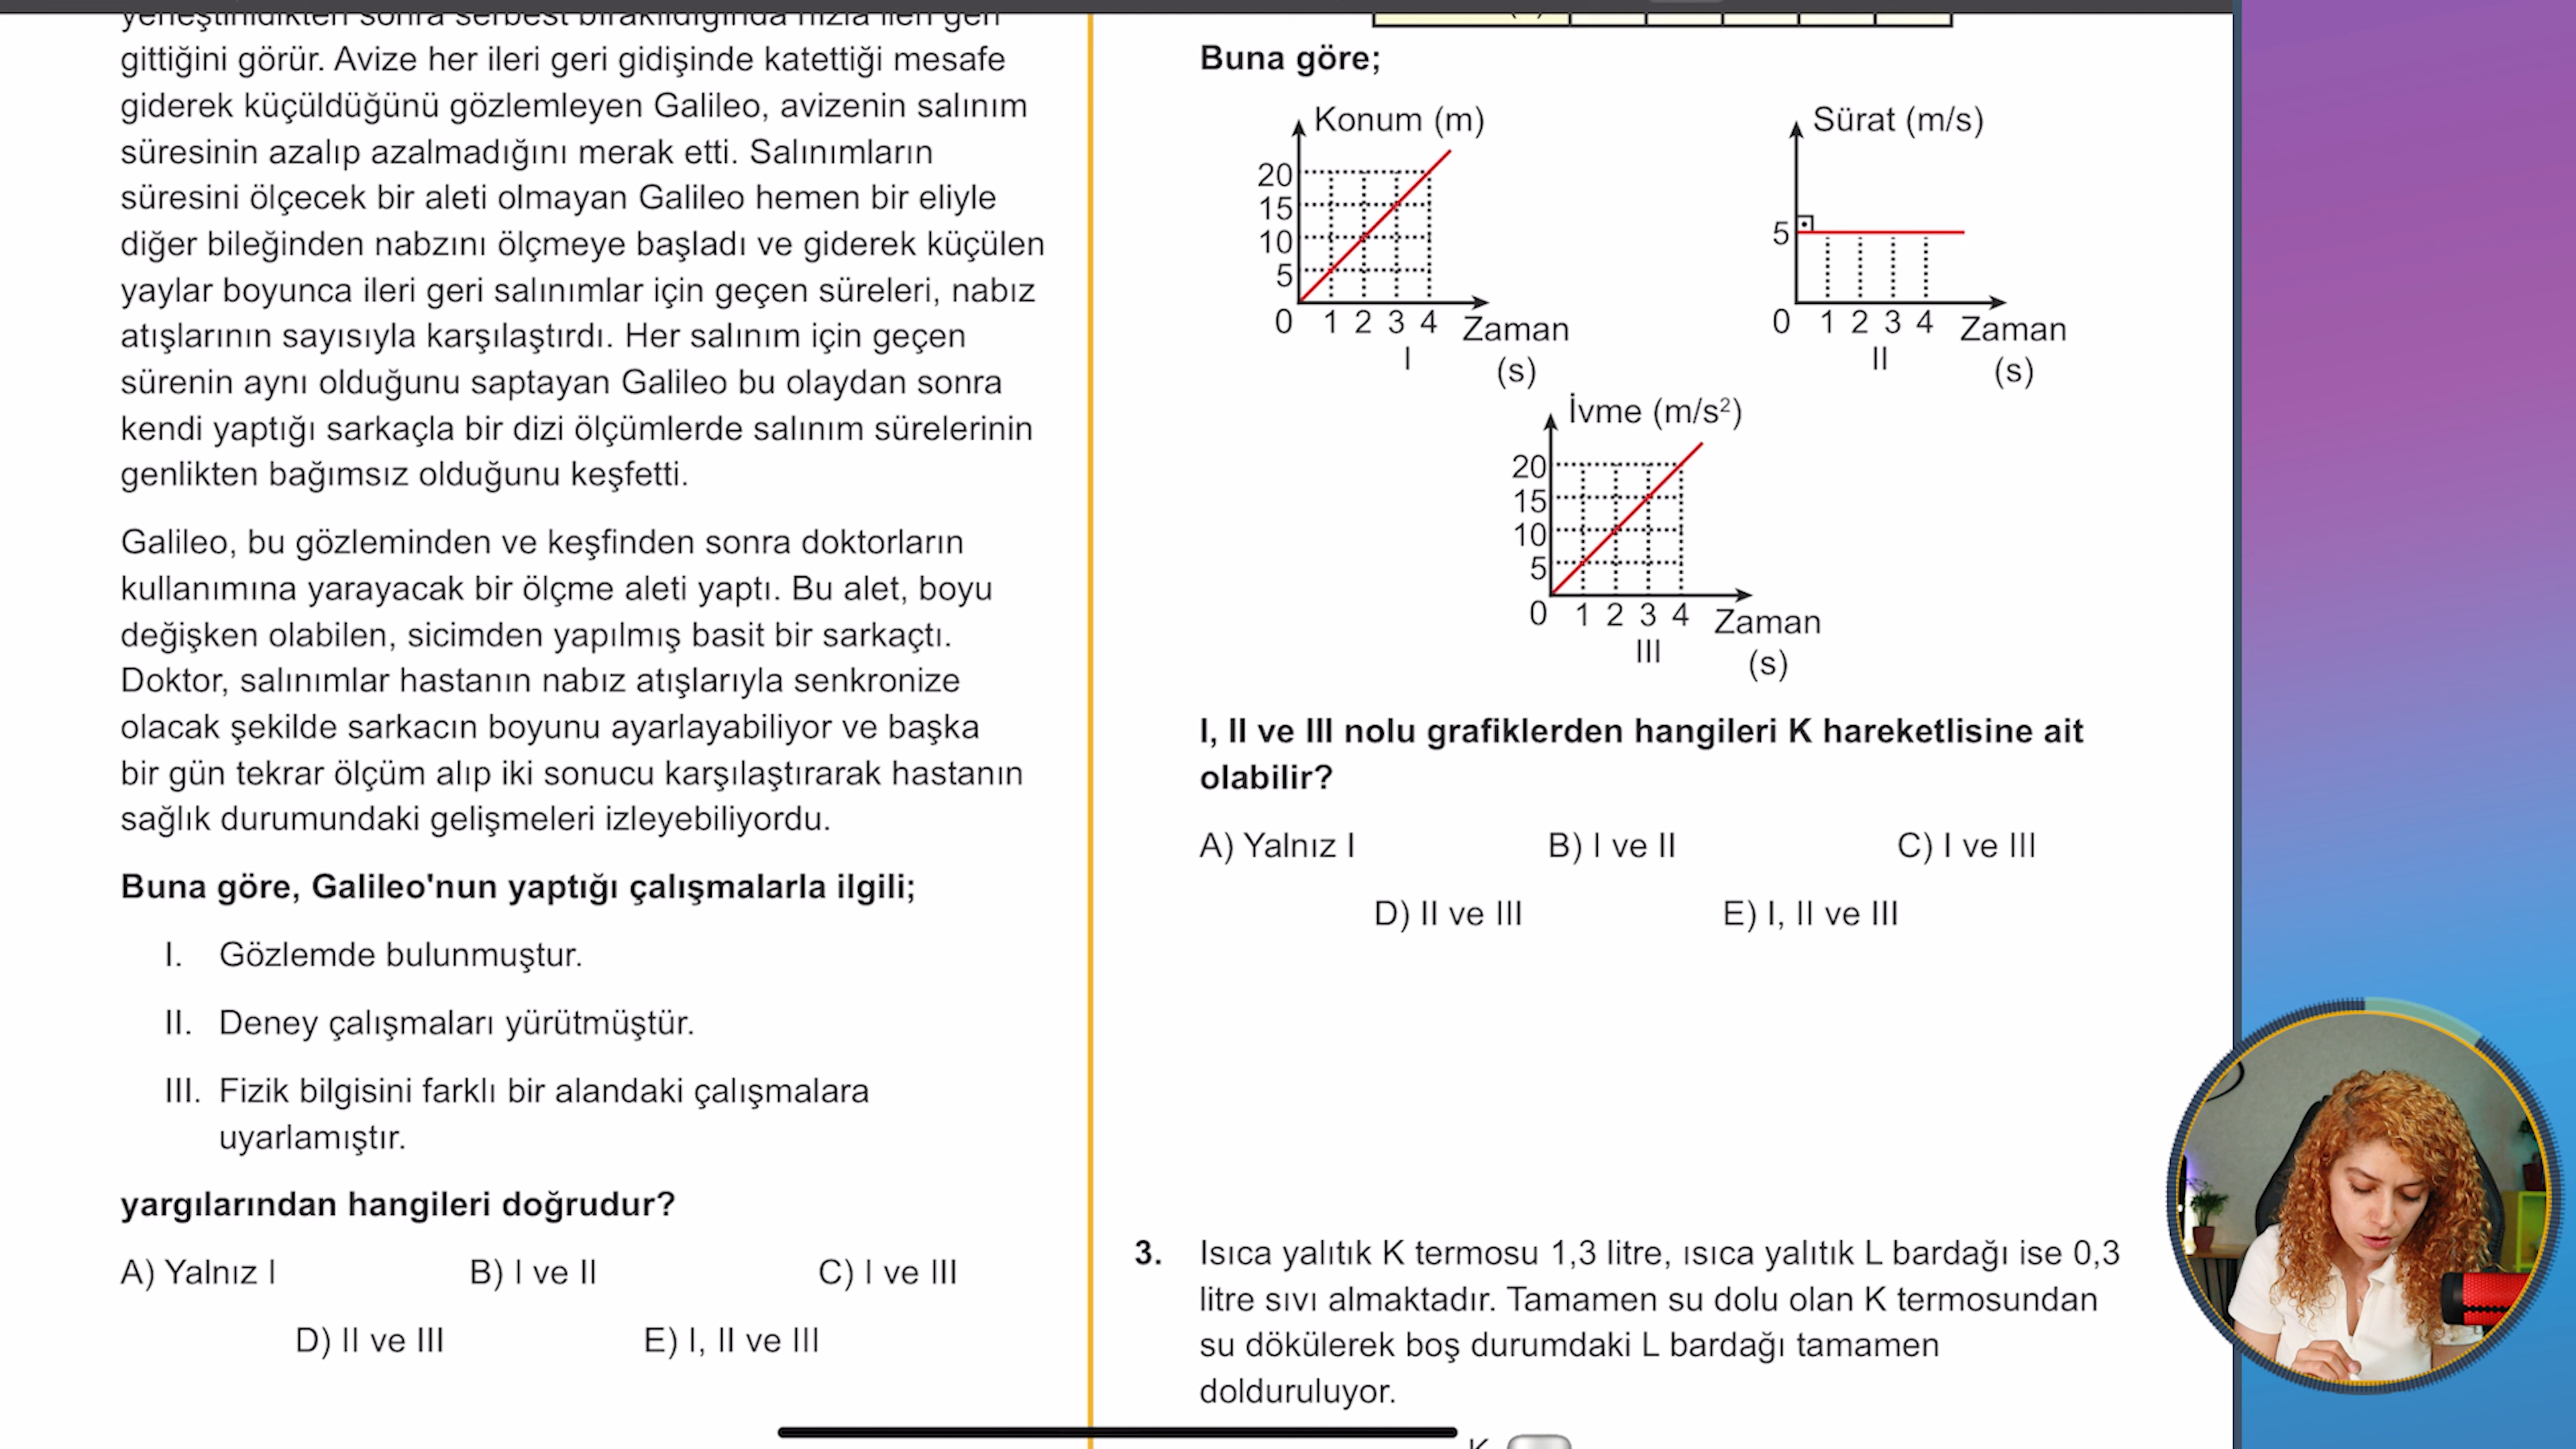 yerleştirildikten sonra serbest bırakıldığında hızla ileri geri
gittiğini görür. Avize her ileri geri gidişinde katettiği mesafe
giderek küçüldüğünü gözlemleyen Galileo, avizenin salınım
süresinin azalıp azalmadığını merak etti. Salınımların
süresini ölçecek bir aleti olmayan Galileo hemen bir eliyle
diğer bileğinden nabzını ölçmeye başladı ve giderek küçülen
yaylar boyunca ileri geri salınımlar için geçen süreleri, nabız
atışlarının sayısıyla karşılaştırdı. Her salınım için geçen
sürenin aynı olduğunu saptayan Galileo bu olaydan sonra
kendi yaptığı sarkaçla bir dizi ölçümlerde salınım sürelerinin
genlikten bağımsız olduğunu keşfetti.
Galileo, bu gözleminden ve keşfinden sonra doktorların
kullanımına yarayacak bir ölçme aleti yaptı. Bu alet, boyu
değişken olabilen, sicimden yapılmış basit bir sarkaçtı.
Doktor, salınımlar hastanın nabız atışlarıyla senkronize
olacak şekilde sarkacın boyunu ayarlayabiliyor ve başka
bir gün tekrar ölçüm alıp iki sonucu karşılaştırarak hastanın
sağlık durumundaki gelişmeleri izleyebiliyordu.
Buna göre, Galileo'nun yaptığı çalışmalarla ilgili;
I. Gözlemde bulunmuştur.
II. Deney çalışmaları yürütmüştür.
III. Fizik bilgisini farklı bir alandaki çalışmalara
uyarlamıştır.
yargılarından hangileri doğrudur?
A) Yalnız I B) I ve II C) I ve III
D) II ve III E) I, II ve III
Buna göre;
Konum (m)
20
15
10
5
0 1 2 3 4 Zaman
I (s)
Sürat (m/s)
5
0 1 2 3 4 Zaman
II (s)
İvme (m/s²)
20
15
10
5
0 1 2 3 4 Zaman
III (s)
I, II ve III nolu grafiklerden hangileri K hareketlisine ait
olabilir?
A) Yalnız I B) I ve II C) I ve III
D) II ve III E) I, II ve III
3. Isıca yalıtık K termosu 1,3 litre, ısıca yalıtık L bardağı ise 0,3
litre sıvı almaktadır. Tamamen su dolu olan K termosundan
su dökülerek boş durumdaki L bardağı tamamen
dolduruluyor.
K